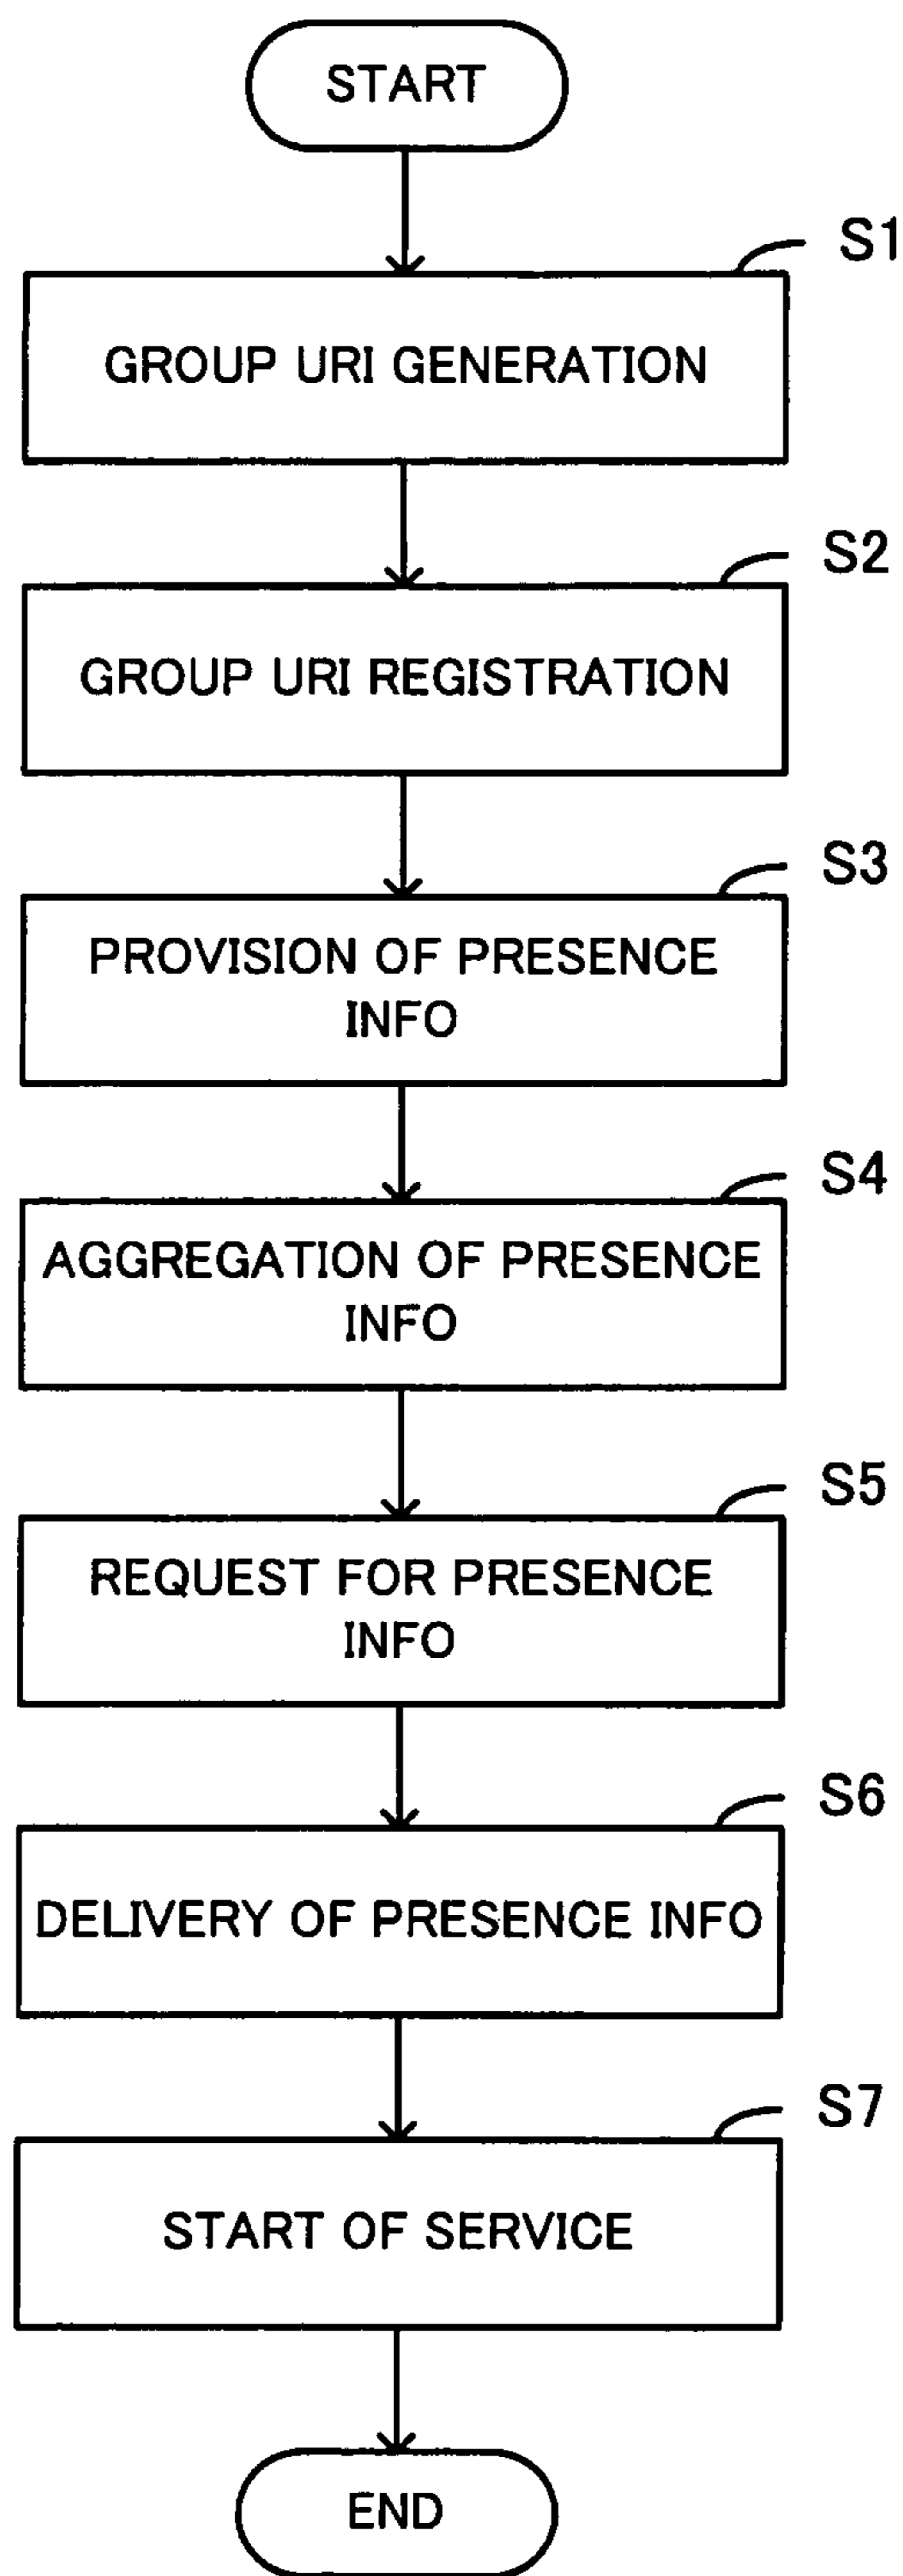 START
S1
GROUP URI GENERATION
S2
GROUP URI REGISTRATION
S3
PROVISION OF PRESENCE
INFO
S4
AGGREGATION OF PRESENCE
INFO
S5
REQUEST FOR PRESENCE
INFO
S6
DELIVERY OF PRESENCE INFO
S7
START OF SERVICE
END